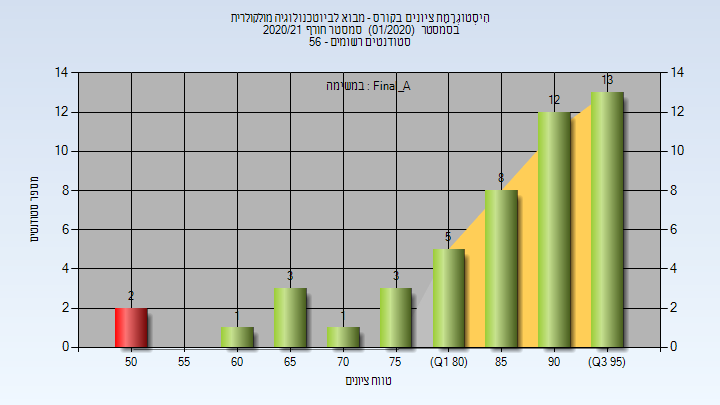 היסטוגרמת ציונים בקורס - מבוא לביוטכנולוגיה מולקולרית
בסמסטר (01/2020) סמסטר חורף 2020/21
סטודנטים רשומים - 56
במשימה : Final_A
מספר סטודנטים
14 14
12 12
10 10
8 8
6 6
4 4
2 2
0 0
2 1 3 1 3 5 8 12 13
50 55 60 65 70 75 (Q1 80) 85 90 (Q3 95)
טווח ציונים